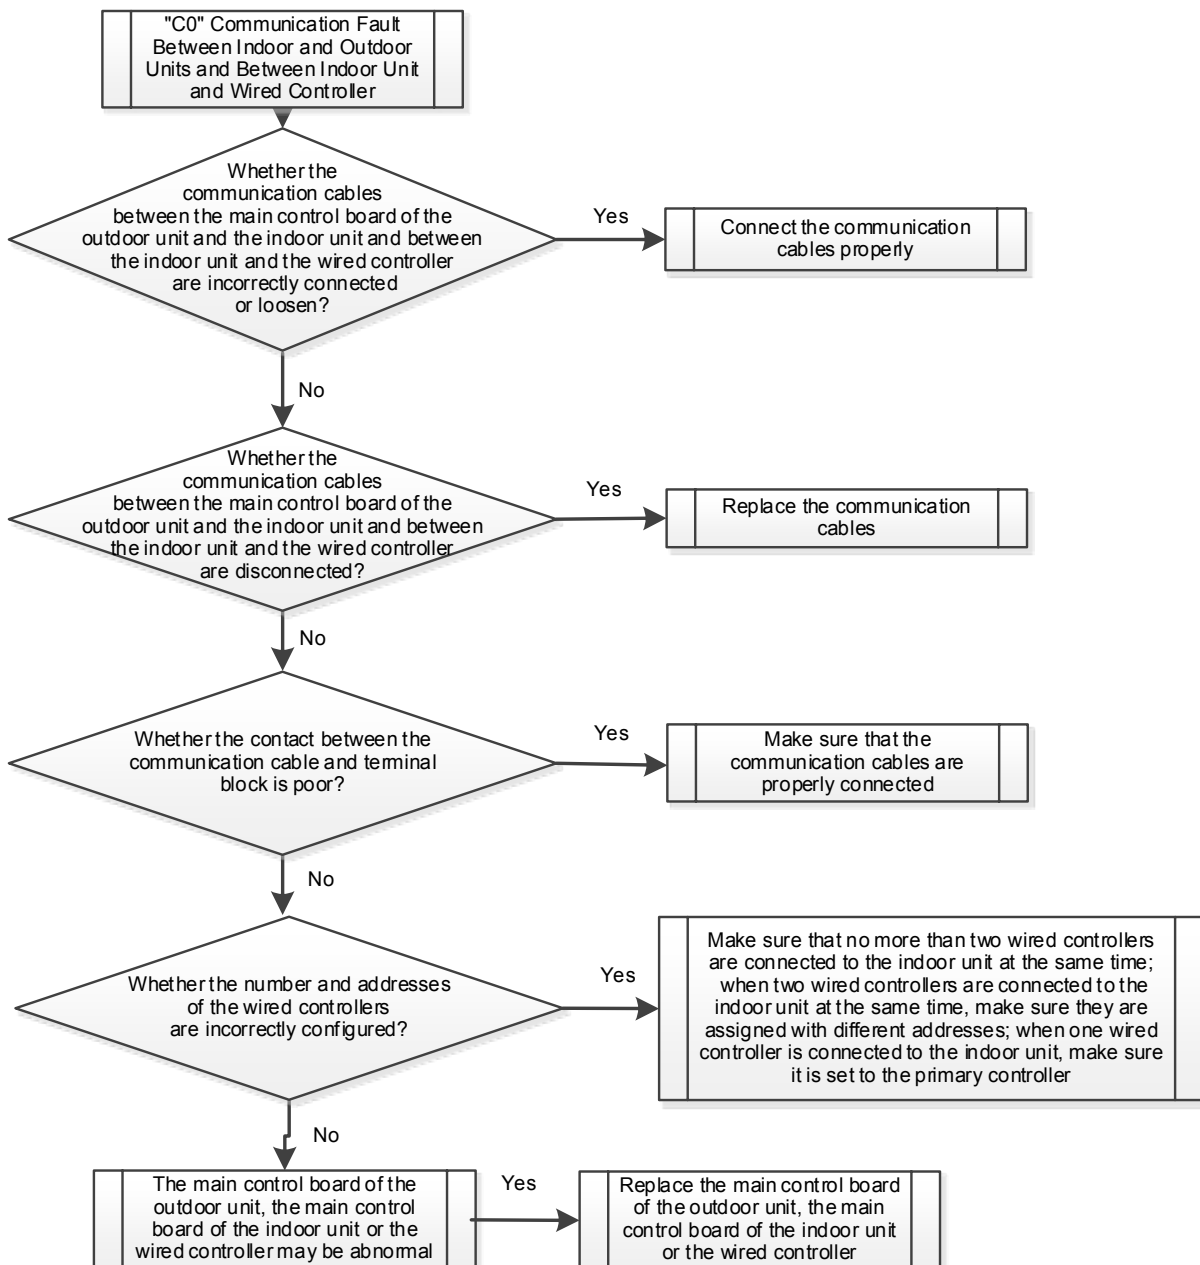 "C0" Communication Fault
Between Indoor and Outdoor
Units and Between Indoor Unit
and Wired Controller
Whether the
communication cables
between the main control board of the
outdoor unit and the indoor unit and between
the indoor unit and the wired controller
are incorrectly connected
or loosen?
Yes
Connect the communication
cables properly
No
Whether the
communication cables
between the main control board of the
outdoor unit and the indoor unit and between
the indoor unit and the wired controller
are disconnected?
Yes
Replace the communication
cables
No
Whether the contact between the
communication cable and terminal
block is poor?
Yes
Make sure that the
communication cables are
properly connected
No
Whether the number and addresses
of the wired controllers
are incorrectly configured?
Yes
Make sure that no more than two wired controllers
are connected to the indoor unit at the same time;
when two wired controllers are connected to the
indoor unit at the same time, make sure they are
assigned with different addresses; when one wired
controller is connected to the indoor unit, make sure
it is set to the primary controller
No
The main control board of the
outdoor unit, the main control
board of the indoor unit or the
wired controller may be abnormal
Yes
Replace the main control board
of the outdoor unit, the main
control board of the indoor unit
or the wired controller